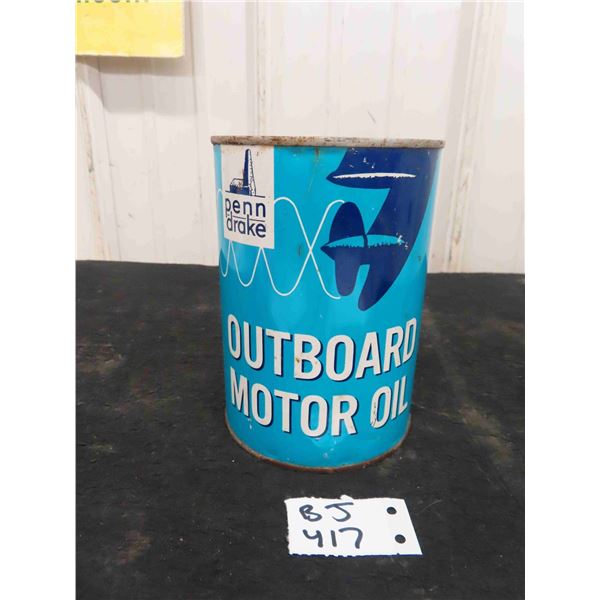 penn
drake
OUTBOARD
MOTOR OIL
BJ
417